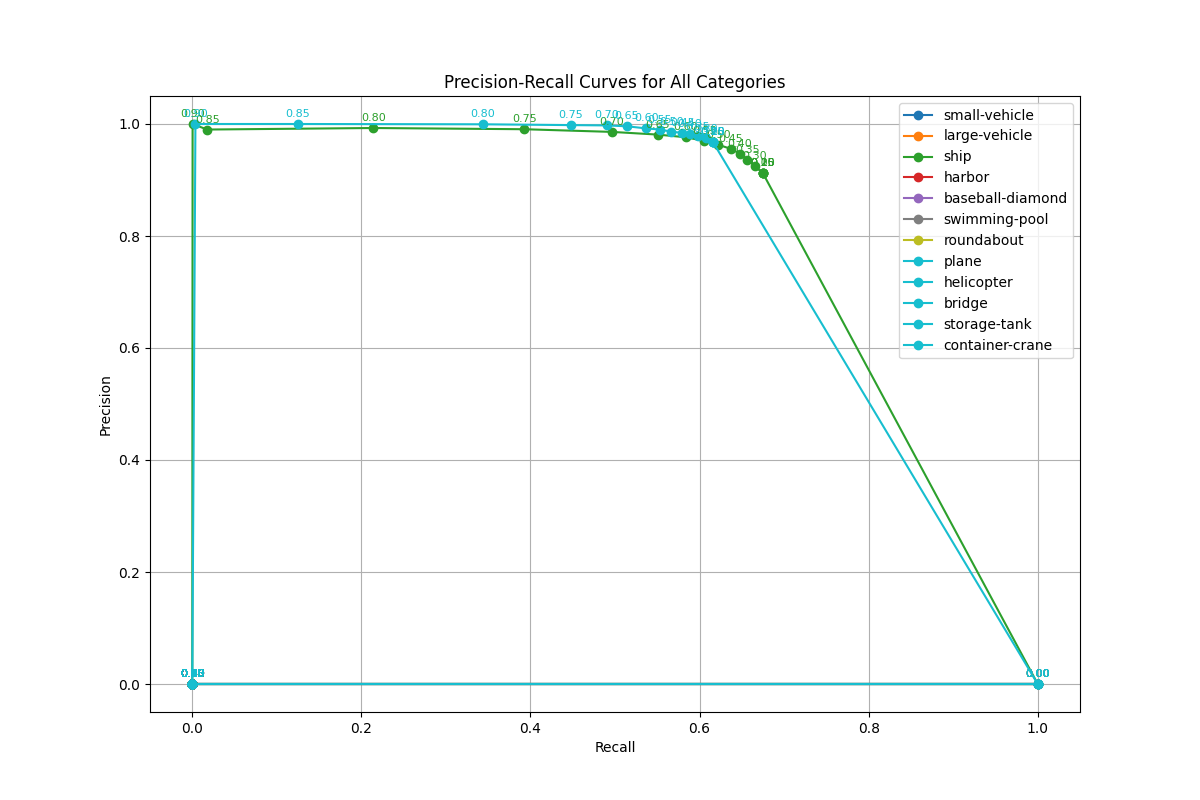 Precision-Recall Curves for All Categories
0.85
0.85
0.80
0.80
0.75
0.75
0.70
0.70
0.65
0.60
0.45
0.40
0.35
0.30
small-vehicle
large-vehicle
ship
harbor
baseball-diamond
swimming-pool
roundabout
plane
helicopter
bridge
storage-tank
container-crane
1.0
0.8
0.6
0.4
0.2
0.0
Precision
0.0
0.2
0.4
0.6
0.8
1.0
Recall